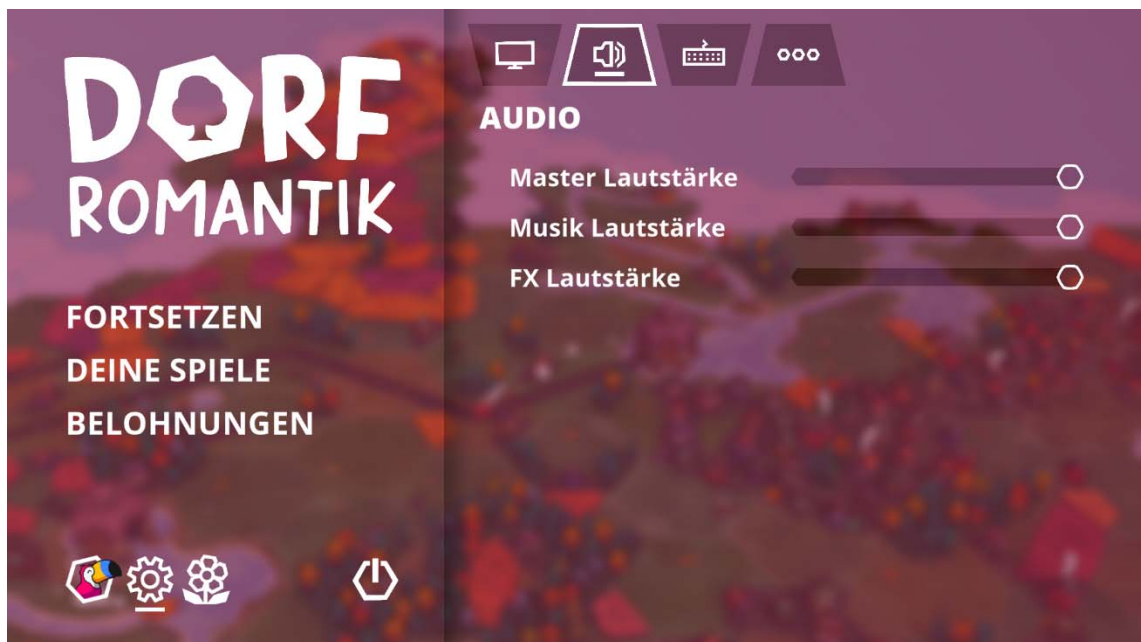 DORF
ROMANTIK
FORTSETZEN
DEINE SPIELE
BELOHNUNGEN
AUDIO
Master Lautstärke
Musik Lautstärke
FX Lautstärke